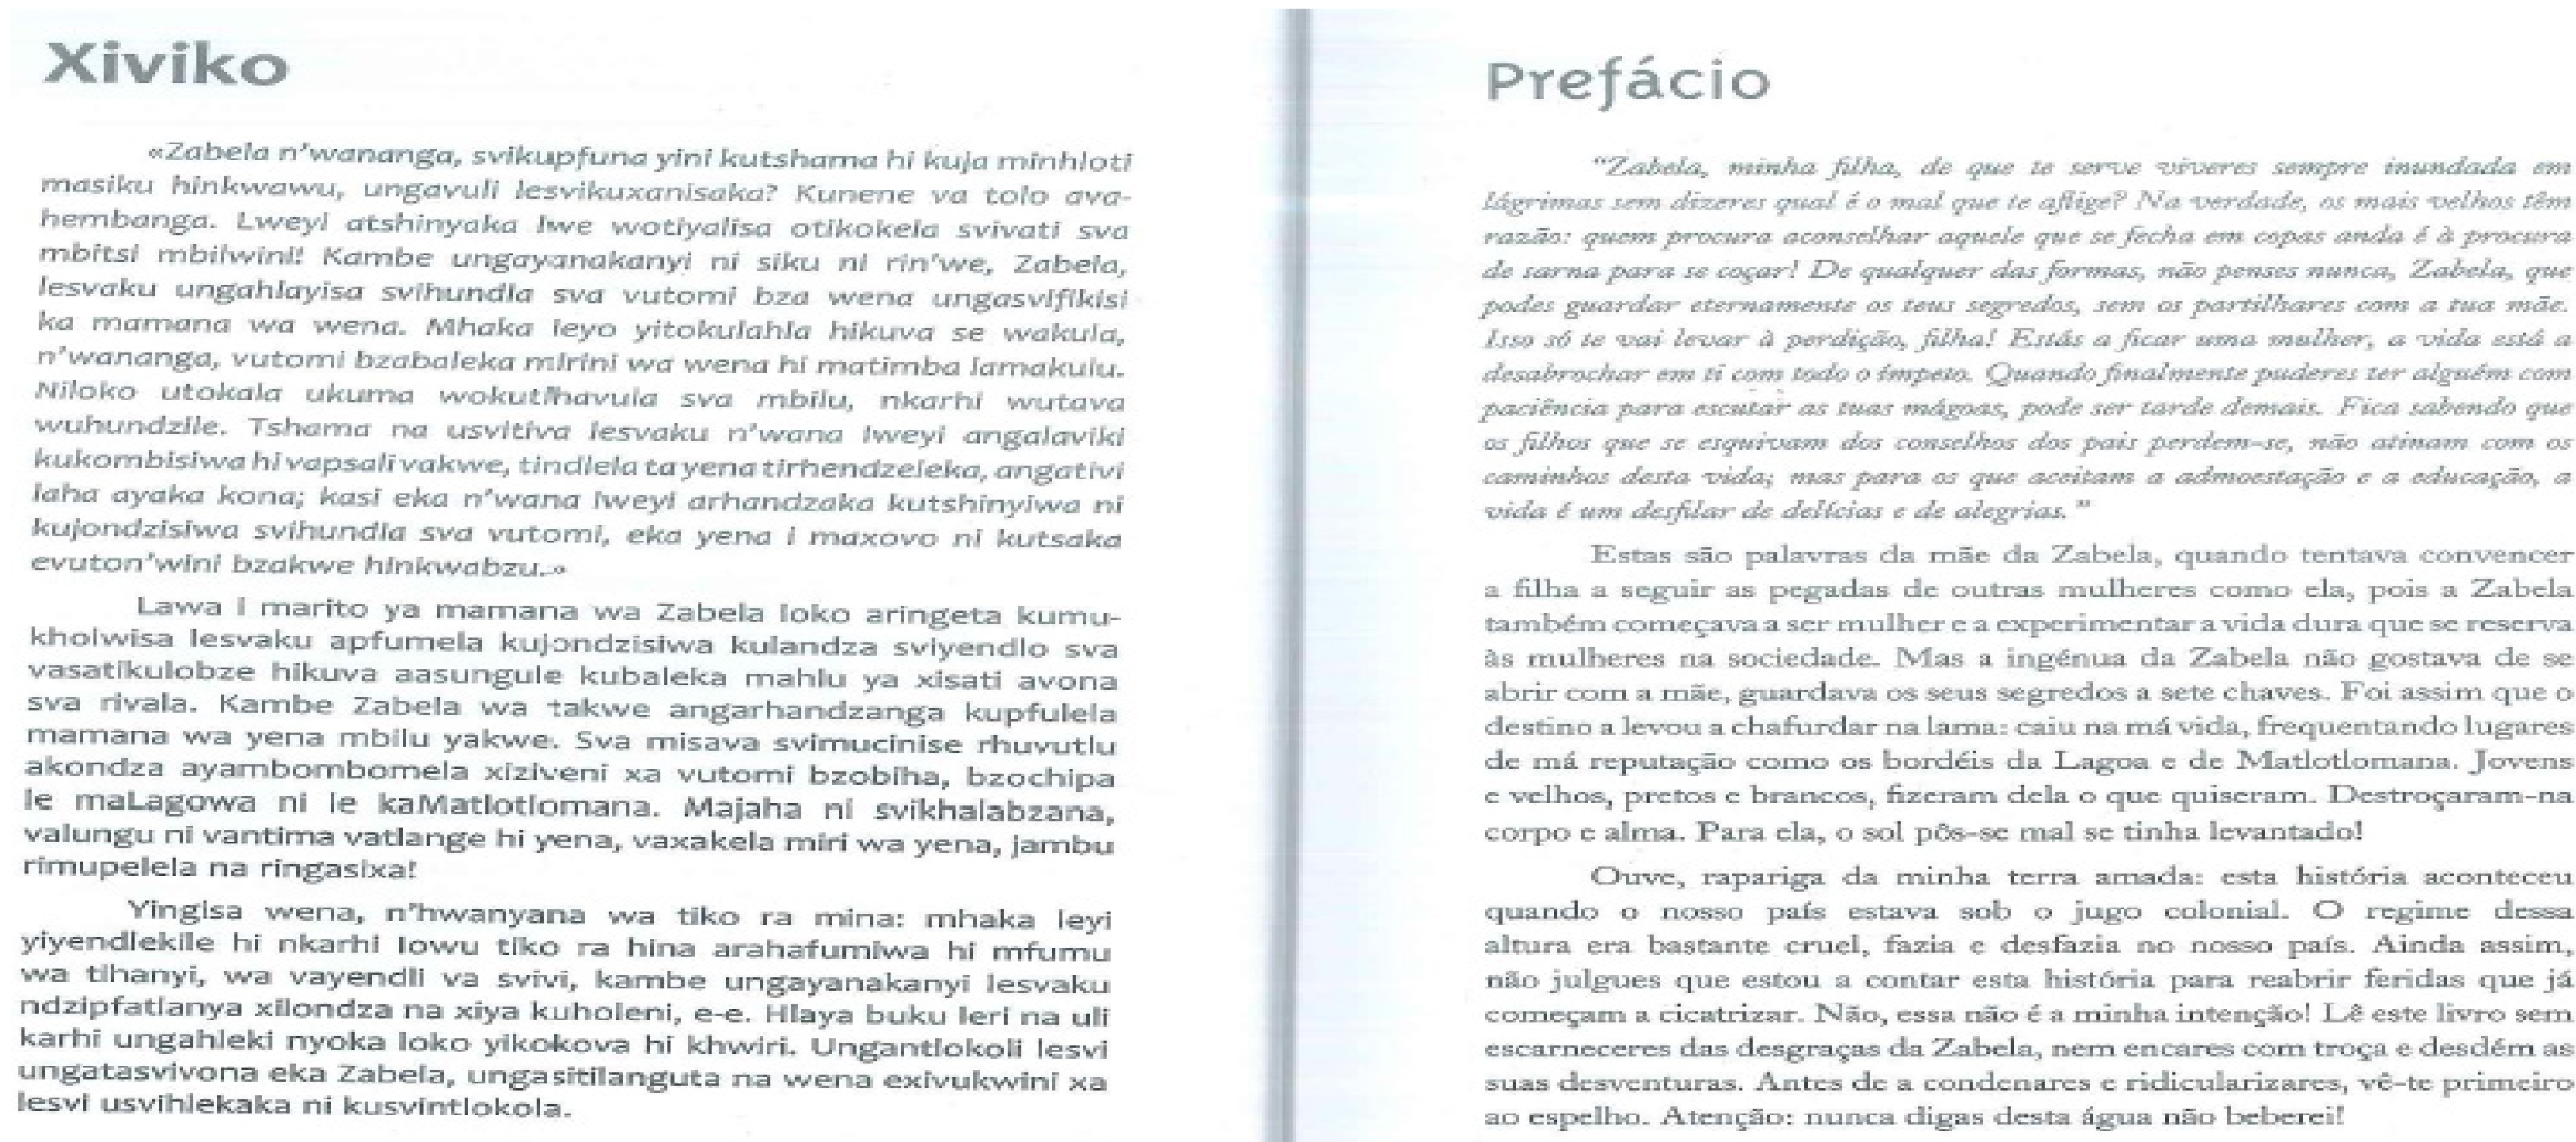 Xiviko
«Zabela n'wananga, svikupfuna yini kutshama hi kuja minhloti
masiku hinkwawu, ungavuli lesvikuxanisaka? Kunene va tolo ava-
hembanga. Lweyi atshinyaka lwe wotiyalisa otikokela svivati sva
mbitsi mbilwini! Kambe ungayanakanyi ni siku ni rin'we, Zabela,
lesvaku ungahlayisa svihundla sva vutomi bza wena ungasvifikisi
ka mamana wa wena. Mhaka leyo yitokulahla hikuva se wakula,
n'wananga, vutomi bzabaleka mirini wa wena hi matimba lamakulu.
Niloko utokala ukuma wokutlhavula sva mbilu, nkarhi wutava
wuhundzile. Tshama na usvitiva lesvaku n'wana lweyi angalaviki
kukombisiwa hi vapsali vakwe, tindlela ta yena tirhendzeleka, angativi
laha ayaka kona; kasi eka n'wana lweyi arhandzaka kutshinyiwa ni
kujondzisiwa svihundla sva vutomi, eka yena i maxovo ni kutsaka
evuton'wini bzakwe hinkwabzu.»
Lawa i marito ya mamana wa Zabela loko aringeta kumu-
kholwisa lesvaku apfumela kujondzisiwa kulandza sviyendlo sva
vasatikulobze hikuva aasungule kubaleka mahlu ya xisati avona
sva rivala. Kambe Zabela wa takwe angarhandzanga kupfulela
mamana wa yena mbilu yakwe. Sva misava svimucinise rhuvutlu
akondza ayambombomela xiziveni xa vutomi bzobiha, bzochipa
le maLagowa ni le kaMatlotlomana. Majaha ni svikhalabzana,
valungu ni vantima vatlange hi yena, vaxakela miri wa yena, jambu
rimupelela na ringasixa!
Yingisa wena, n'hwanyana wa tiko ra mina: mhaka leyi
yiyendlekile hi nkarhi lowu tiko ra hina arahafumiwa hi mfumu
wa tihanyi, wa vayendli va svivi, kambe ungayanakanyi lesvaku
ndzipfatlanya xilondza na xiya kuholeni, e-e. Hlaya buku leri na uli
karhi ungahleki nyoka loko yikokova hi khwiri. Ungantlokoli lesvi
ungatasvivona eka Zabela, ungasitilanguta na wena exivukwini xa
lesvi usvihlekaka ni kusvintlokola.
Prefácio
"Zabela, minha filha, de que te serve viveres sempre inundada em
lágrimas sem dizeres qual é o mal que te aflige? Na verdade, os mais velhos têm
razão: quem procura aconselhar aquele que se fecha em copas anda é à procura
de sarna para se coçar! De qualquer das formas, não penses nunca, Zabela, que
podes guardar eternamente os teus segredos, sem os partilhares com a tua mãe.
Isso só te vai levar à perdição, filha! Estás a ficar uma mulher, a vida está a
desabrochar em ti com todo o ímpeto. Quando finalmente puderes ter alguém com
paciência para escutar as tuas mágoas, pode ser tarde demais. Fica sabendo que
os filhos que se esquivam dos conselhos dos pais perdem-se, não atinam com os
caminhos desta vida; mas para os que aceitam a admoestação e a educação, a
vida é um desfilar de delícias e de alegrias."
Estas são palavras da mãe da Zabela, quando tentava convencer
a filha a seguir as pegadas de outras mulheres como ela, pois a Zabela
também começava a ser mulher e a experimentar a vida dura que se reserva
às mulheres na sociedade. Mas a ingénua da Zabela não gostava de se
abrir com a mãe, guardava os seus segredos a sete chaves. Foi assim que o
destino a levou a chafurdar na lama: caiu na má vida, frequentando lugares
de má reputação como os bordéis da Lagoa e de Matlotlomana. Jovens
e velhos, pretos e brancos, fizeram dela o que quiseram. Destroçaram-na
corpo e alma. Para ela, o sol pôs-se mal se tinha levantado!
Ouve, rapariga da minha terra amada: esta história aconteceu
quando o nosso país estava sob o jugo colonial. O regime dessa
altura era bastante cruel, fazia e desfazia no nosso país. Ainda assim,
não julgues que estou a contar esta história para reabrir feridas que já
começam a cicatrizar. Não, essa não é a minha intenção! Lê este livro sem
escarneceres das desgraças da Zabela, nem encares com troça e desdém as
suas desventuras. Antes de a condenares e ridicularizares, vê-te primeiro
ao espelho. Atenção: nunca digas desta água não beberei!